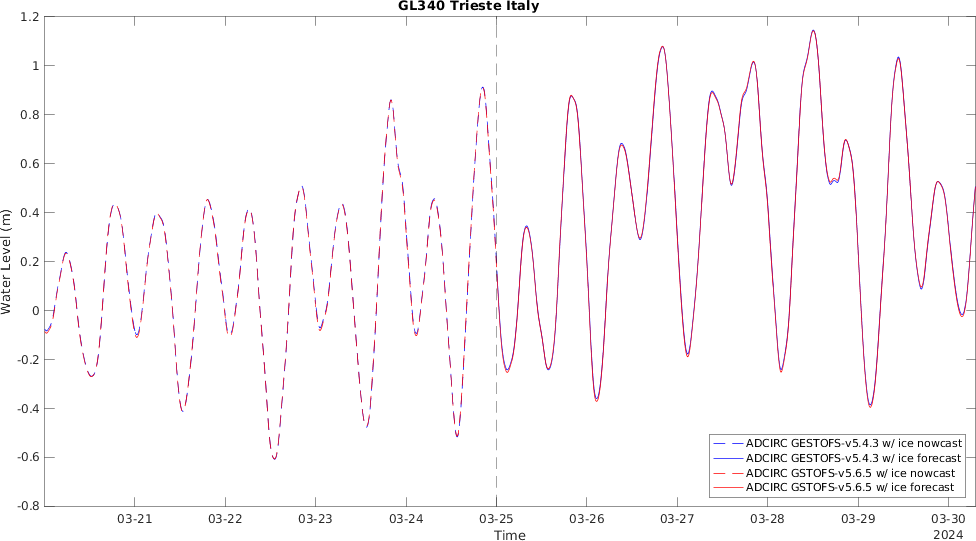 GL340 Trieste Italy
1.2
1
0.8
0.6
0.4
0.2
0
-0.2
-0.4
-0.6
-0.8
Water Level (m)
ADCIRC GESTOFS-v5.4.3 w/ ice nowcast
ADCIRC GESTOFS-v5.4.3 w/ ice forecast
ADCIRC GSTOFS-v5.6.5 w/ ice nowcast
ADCIRC GSTOFS-v5.6.5 w/ ice forecast
03-21 03-22 03-23 03-24 03-25 03-26 03-27 03-28 03-29 03-30
Time
2024